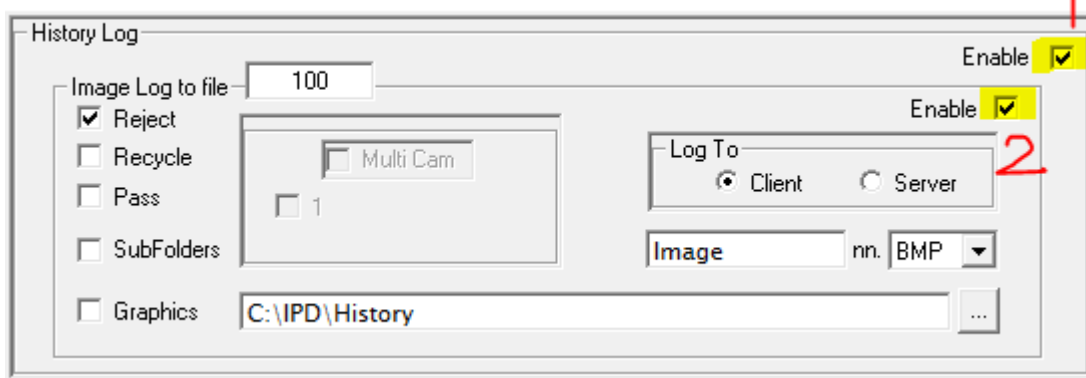 1
History Log
Enable
Image Log to file 100
Enable
Reject
Recycle
Pass
SubFolders
Graphics
Multi Cam
1
Log To
Client Server
2
Image nn. BMP
C:\IPD\History ...